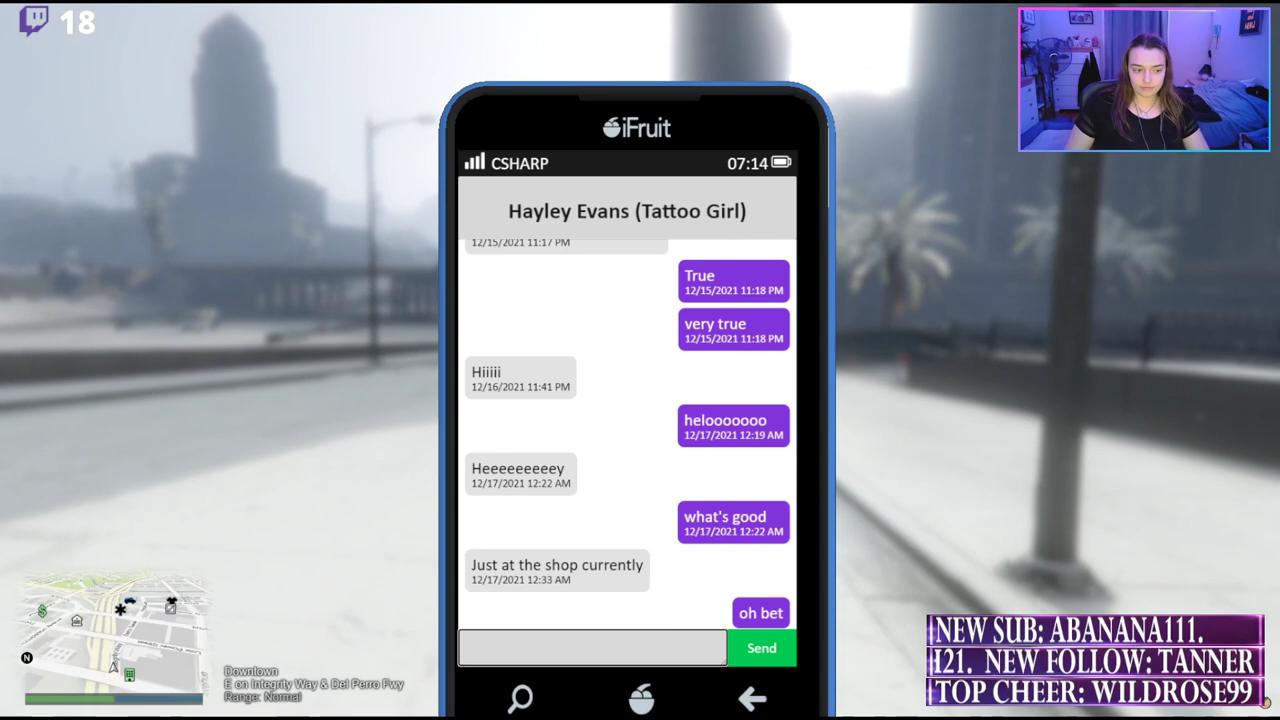 18
iFruit
CSHARP 07:14
Hayley Evans (Tattoo Girl)
12/15/2021 11:17 PM
True
12/15/2021 11:18 PM
very true
12/15/2021 11:18 PM
Hiiiii
12/16/2021 11:41 PM
helooooooo
12/17/2021 12:19 AM
Heeeeeeeeey
12/17/2021 12:22 AM
what's good
12/17/2021 12:22 AM
Just at the shop currently
12/17/2021 12:33 AM
oh bet
Send
N
Downtown
E on Integrity Way & Del Perro Fwy
Range: Normal
NEW SUB: ABANANA111.
121. NEW FOLLOW: TANNER
TOP CHEER: WILDROSE99